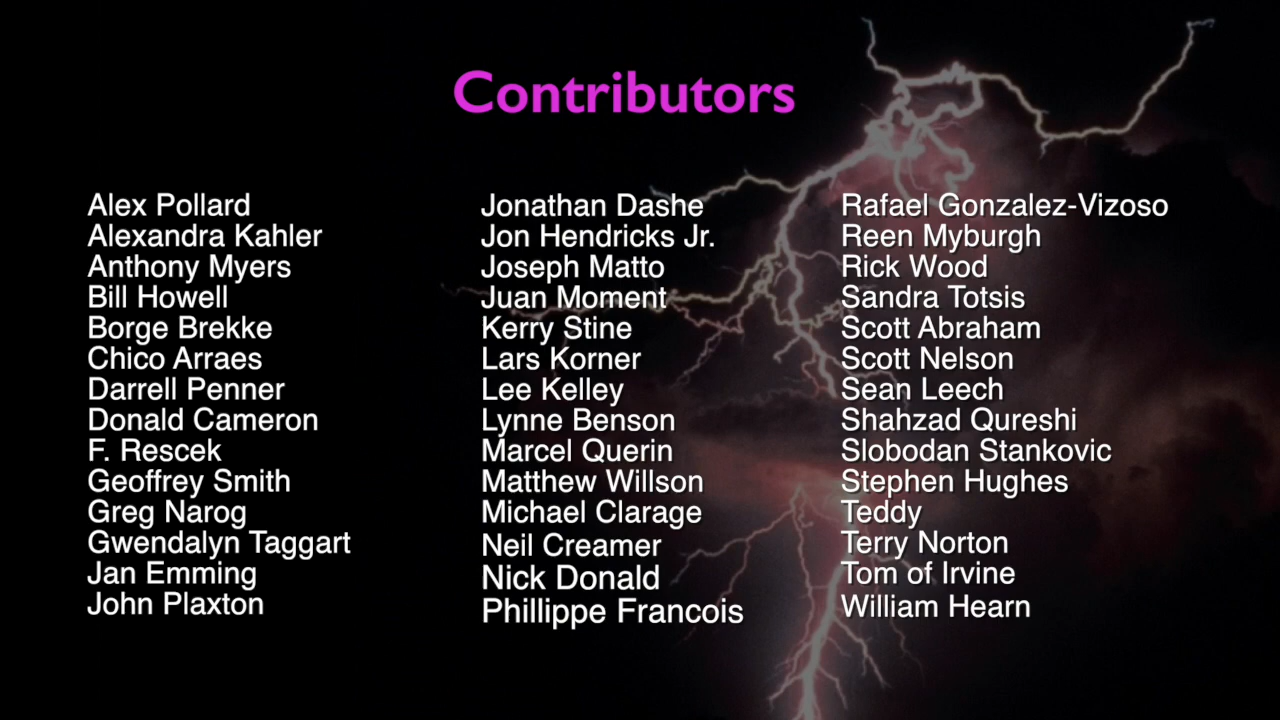 Contributors
Alex Pollard
Alexandra Kahler
Anthony Myers
Bill Howell
Borge Brekke
Chico Arraes
Darrell Penner
Donald Cameron
F. Rescek
Geoffrey Smith
Greg Narog
Gwendalyn Taggart
Jan Emming
John Plaxton
Jonathan Dashe
Jon Hendricks Jr.
Joseph Matto
Juan Moment
Kerry Stine
Lars Korner
Lee Kelley
Lynne Benson
Marcel Querin
Matthew Willson
Michael Clarage
Neil Creamer
Nick Donald
Phillippe Francois
Rafael Gonzalez-Vizoso
Reen Myburgh
Rick Wood
Sandra Totsis
Scott Abraham
Scott Nelson
Sean Leech
Shahzad Qureshi
Slobodan Stankovic
Stephen Hughes
Teddy
Terry Norton
Tom of Irvine
William Hearn